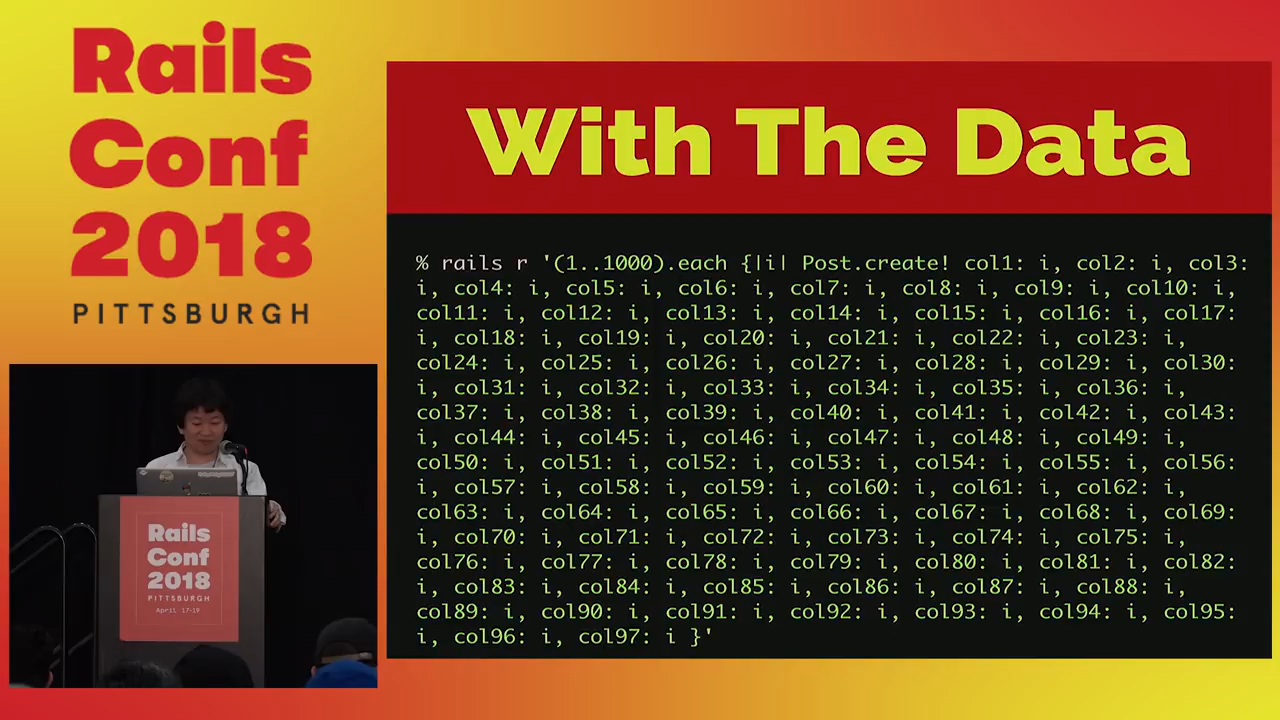 Rails
Conf
2018
PITTSBURGH
With The Data
% rails r '(1..1000).each {|i| Post.create! col1: i, col2: i, col3:
i, col4: i, col5: i, col6: i, col7: i, col8: i, col9: i, col10: i,
col11: i, col12: i, col13: i, col14: i, col15: i, col16: i, col17:
i, col18: i, col19: i, col20: i, col21: i, col22: i, col23: i,
col24: i, col25: i, col26: i, col27: i, col28: i, col29: i, col30:
i, col31: i, col32: i, col33: i, col34: i, col35: i, col36: i,
col37: i, col38: i, col39: i, col40: i, col41: i, col42: i, col43:
i, col44: i, col45: i, col46: i, col47: i, col48: i, col49: i,
col50: i, col51: i, col52: i, col53: i, col54: i, col55: i, col56:
i, col57: i, col58: i, col59: i, col60: i, col61: i, col62: i,
col63: i, col64: i, col65: i, col66: i, col67: i, col68: i, col69:
i, col70: i, col71: i, col72: i, col73: i, col74: i, col75: i,
col76: i, col77: i, col78: i, col79: i, col80: i, col81: i, col82:
i, col83: i, col84: i, col85: i, col86: i, col87: i, col88: i,
col89: i, col90: i, col91: i, col92: i, col93: i, col94: i, col95:
i, col96: i, col97: i }'
Rails
Conf
2018
PITTSBURGH
April 17-19